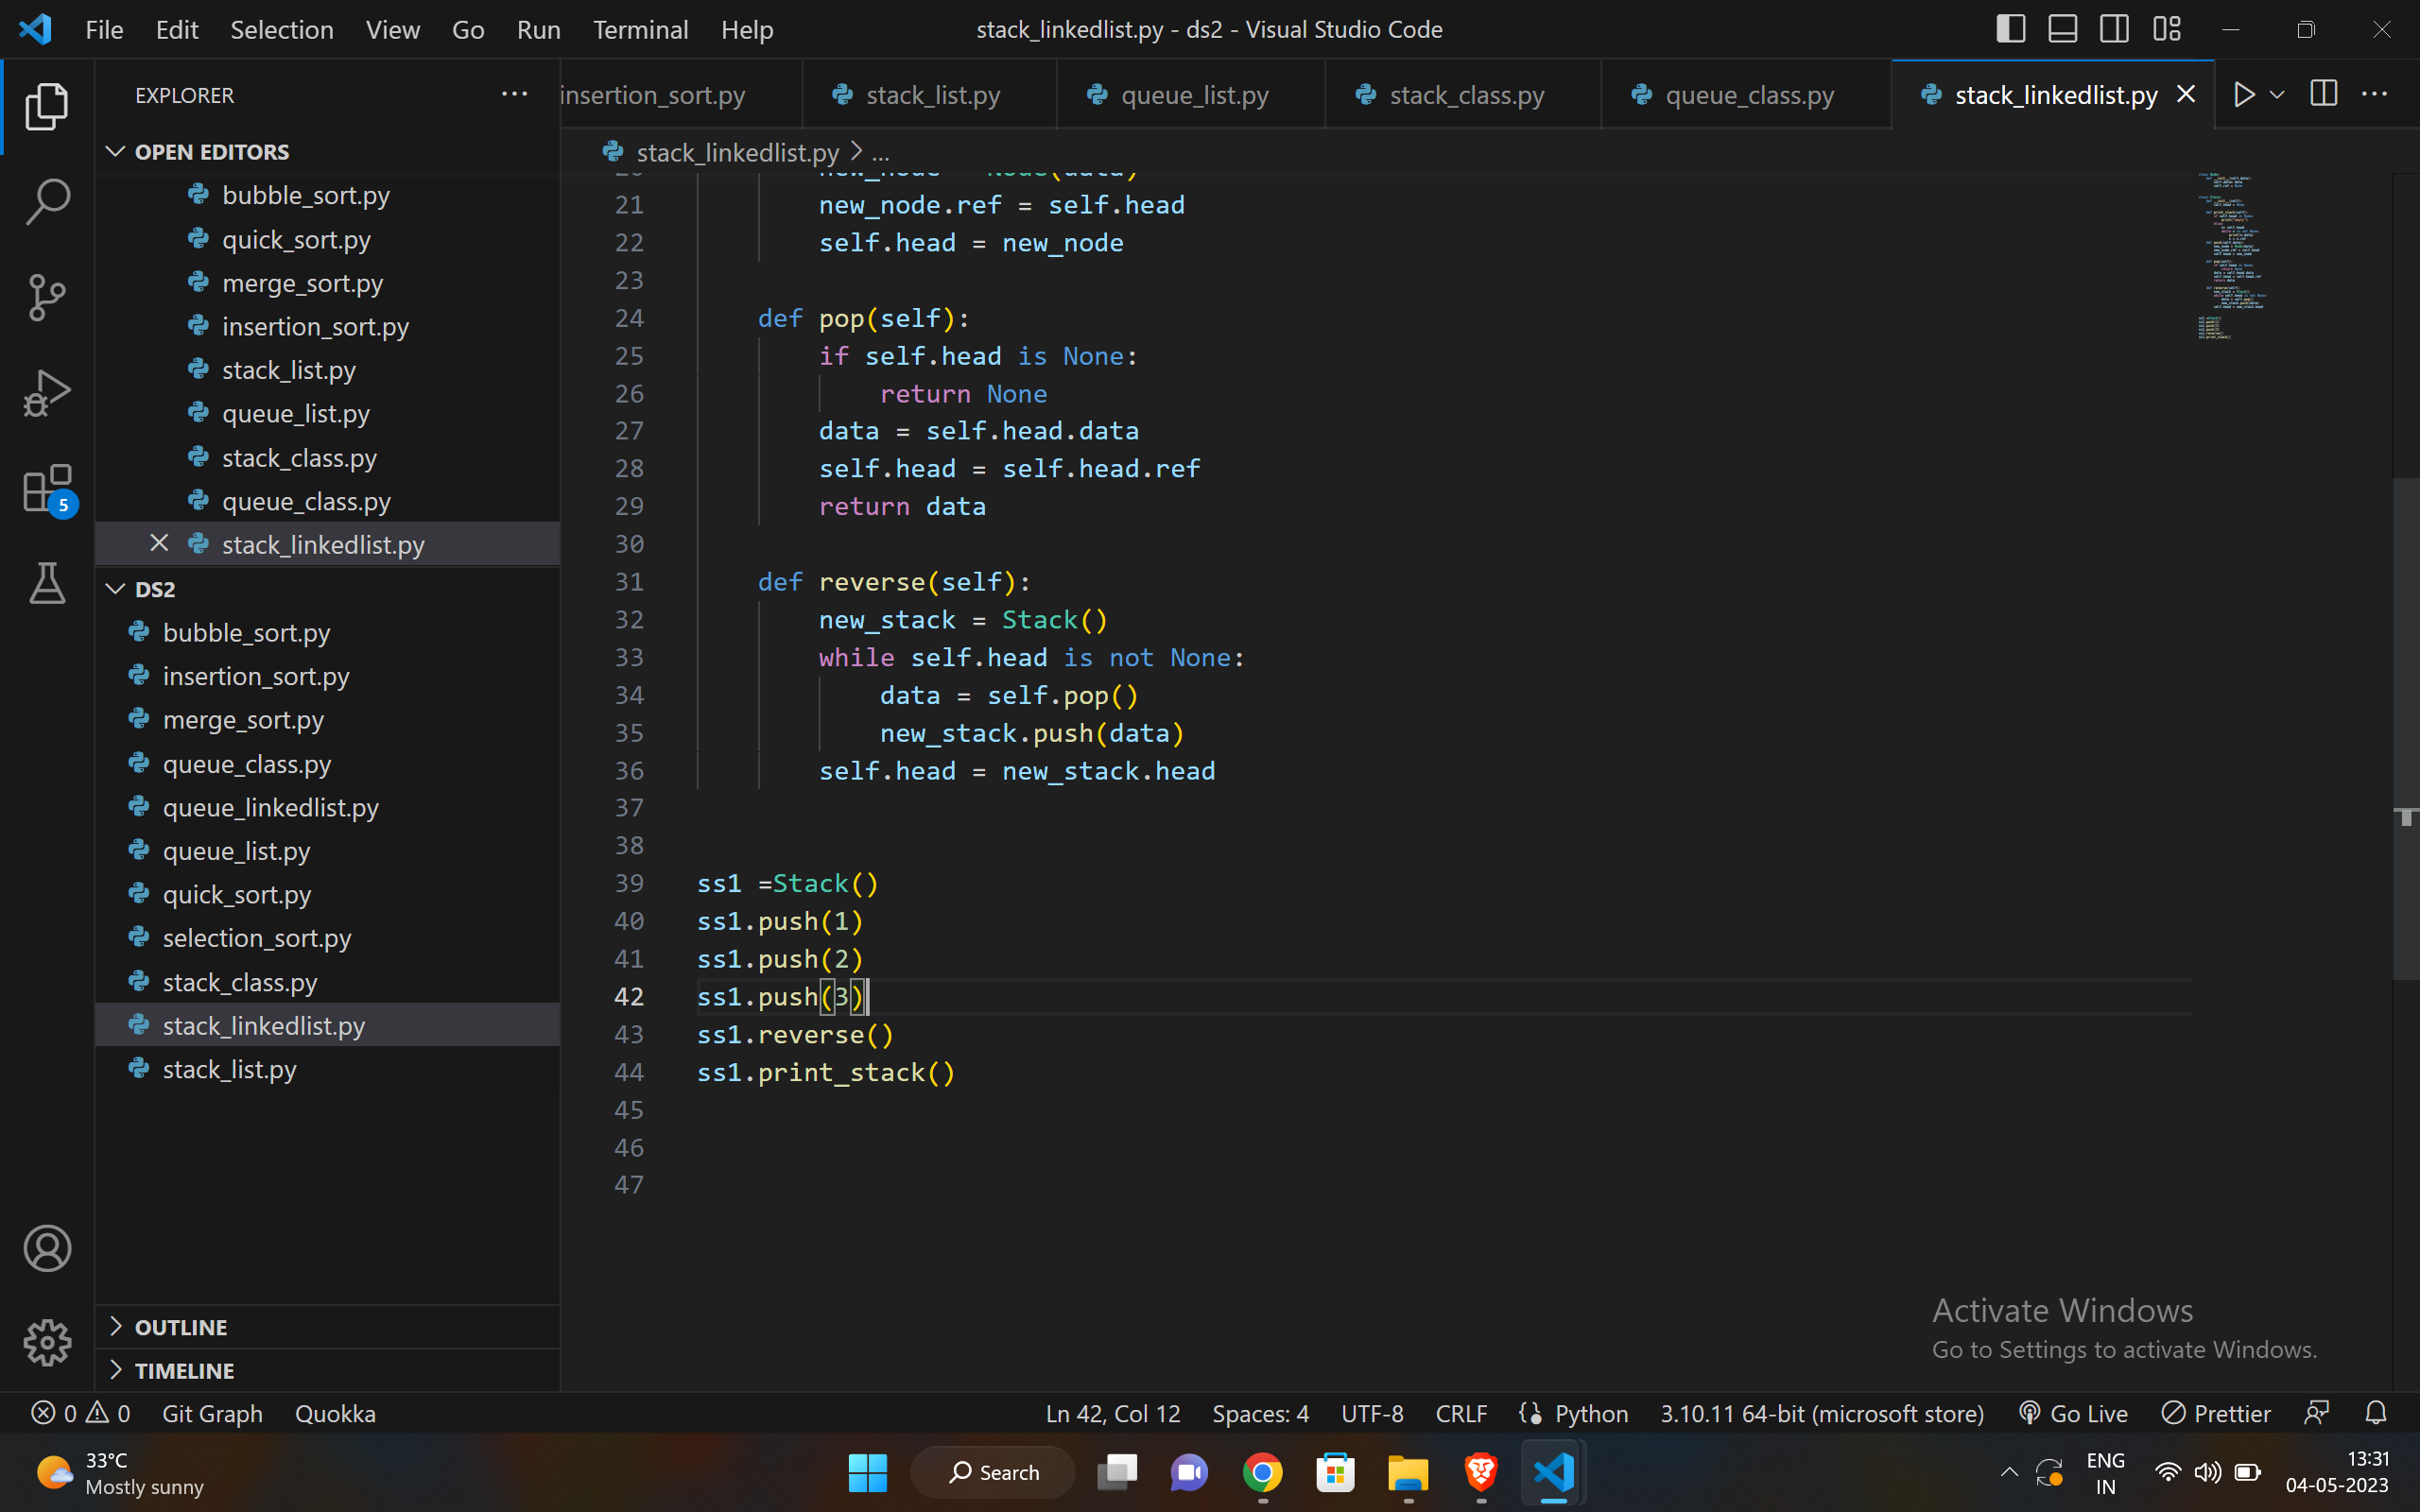 File Edit Selection View Go Run Terminal Help
stack_linkedlist.py - ds2 - Visual Studio Code
EXPLORER
insertion_sort.py
stack_list.py
queue_list.py
stack_class.py
queue_class.py
stack_linkedlist.py
OPEN EDITORS
bubble_sort.py
quick_sort.py
merge_sort.py
insertion_sort.py
stack_list.py
queue_list.py
stack_class.py
queue_class.py
stack_linkedlist.py
DS2
bubble_sort.py
insertion_sort.py
merge_sort.py
queue_class.py
queue_linkedlist.py
queue_list.py
quick_sort.py
selection_sort.py
stack_class.py
stack_linkedlist.py
stack_list.py
OUTLINE
TIMELINE
5
stack_linkedlist.py > ...
20 new_node = Node(data)
21 new_node.ref = self.head
22 self.head = new_node
23
24 def pop(self):
25 if self.head is None:
26 return None
27 data = self.head.data
28 self.head = self.head.ref
29 return data
30
31 def reverse(self):
32 new_stack = Stack()
33 while self.head is not None:
34 data = self.pop()
35 new_stack.push(data)
36 self.head = new_stack.head
37
38
39 ss1 =Stack()
40 ss1.push(1)
41 ss1.push(2)
42 ss1.push(3)
43 ss1.reverse()
44 ss1.print_stack()
45
46
47
Activate Windows
Go to Settings to activate Windows.
0 0 Git Graph Quokka
Ln 42, Col 12 Spaces: 4 UTF-8 CRLF Python 3.10.11 64-bit (microsoft store) Go Live Prettier
33°C
Mostly sunny
Search
ENG
IN
13:31
04-05-2023